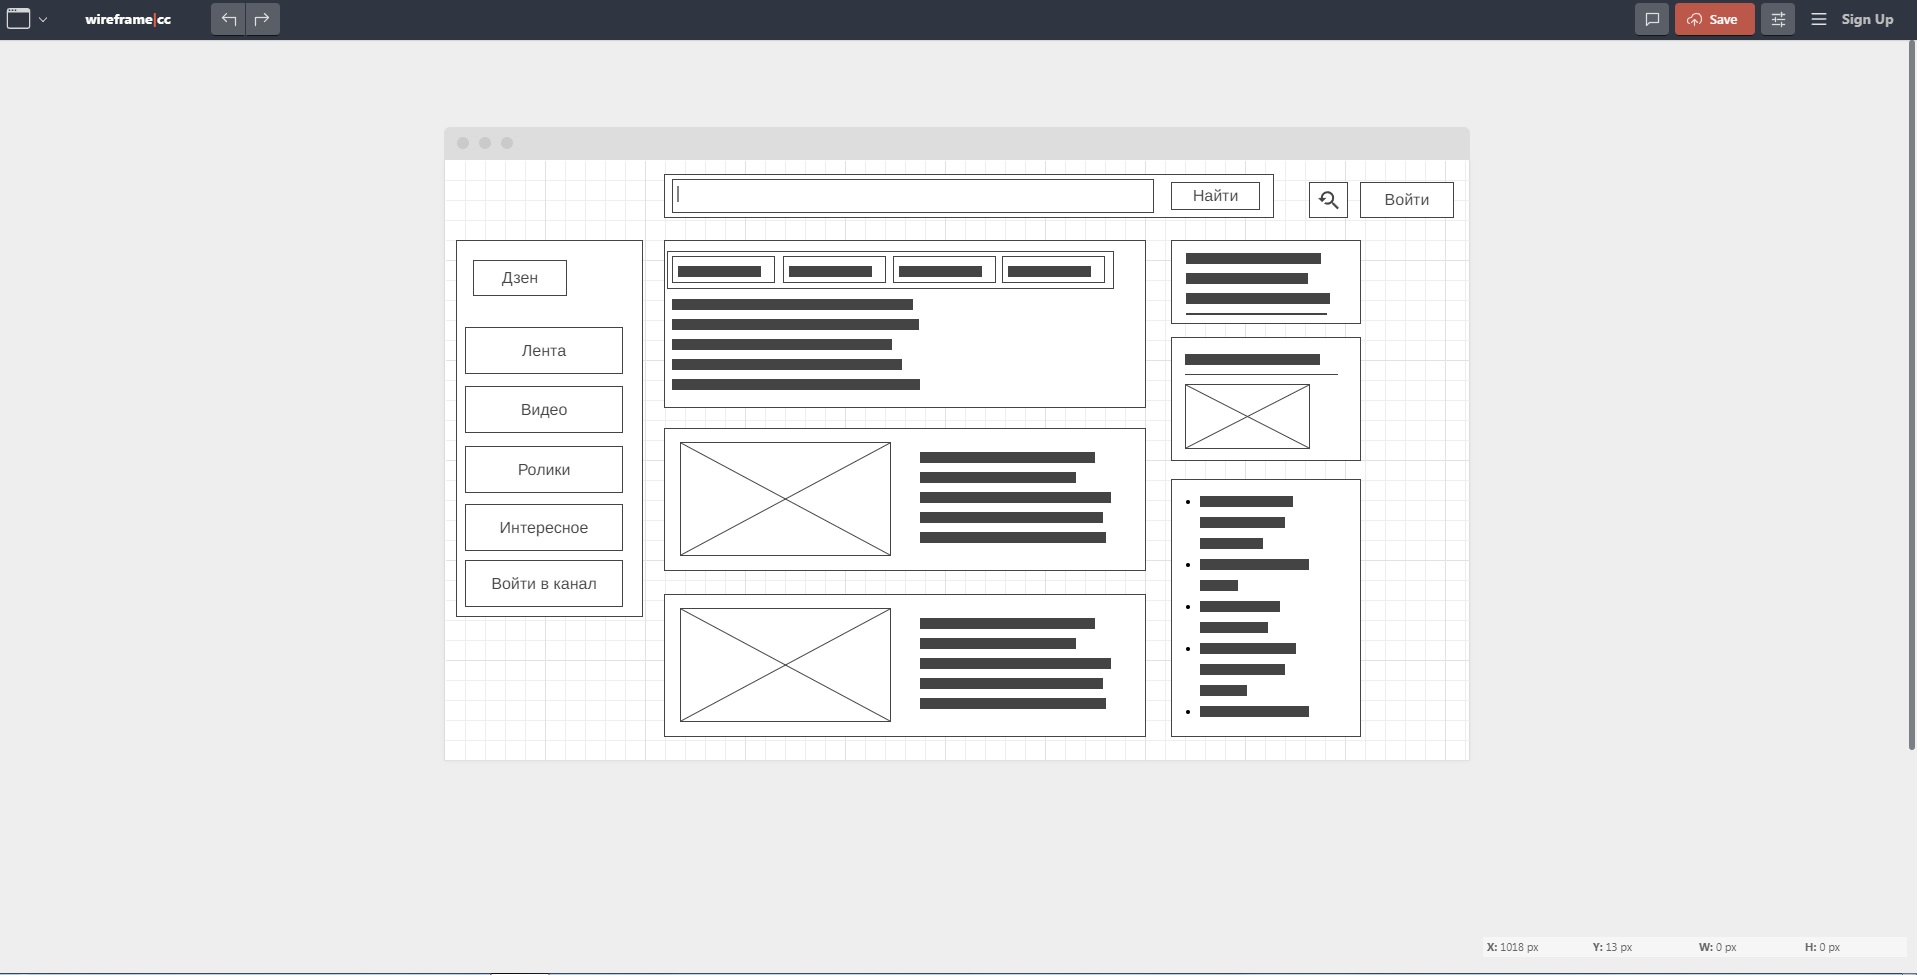 wireframe|cc
Save
Sign Up
Найти
Войти
Дзен
Лента
Видео
Ролики
Интересное
Войти в канал
X: 1018 px Y: 13 px W: 0 px H: 0 px